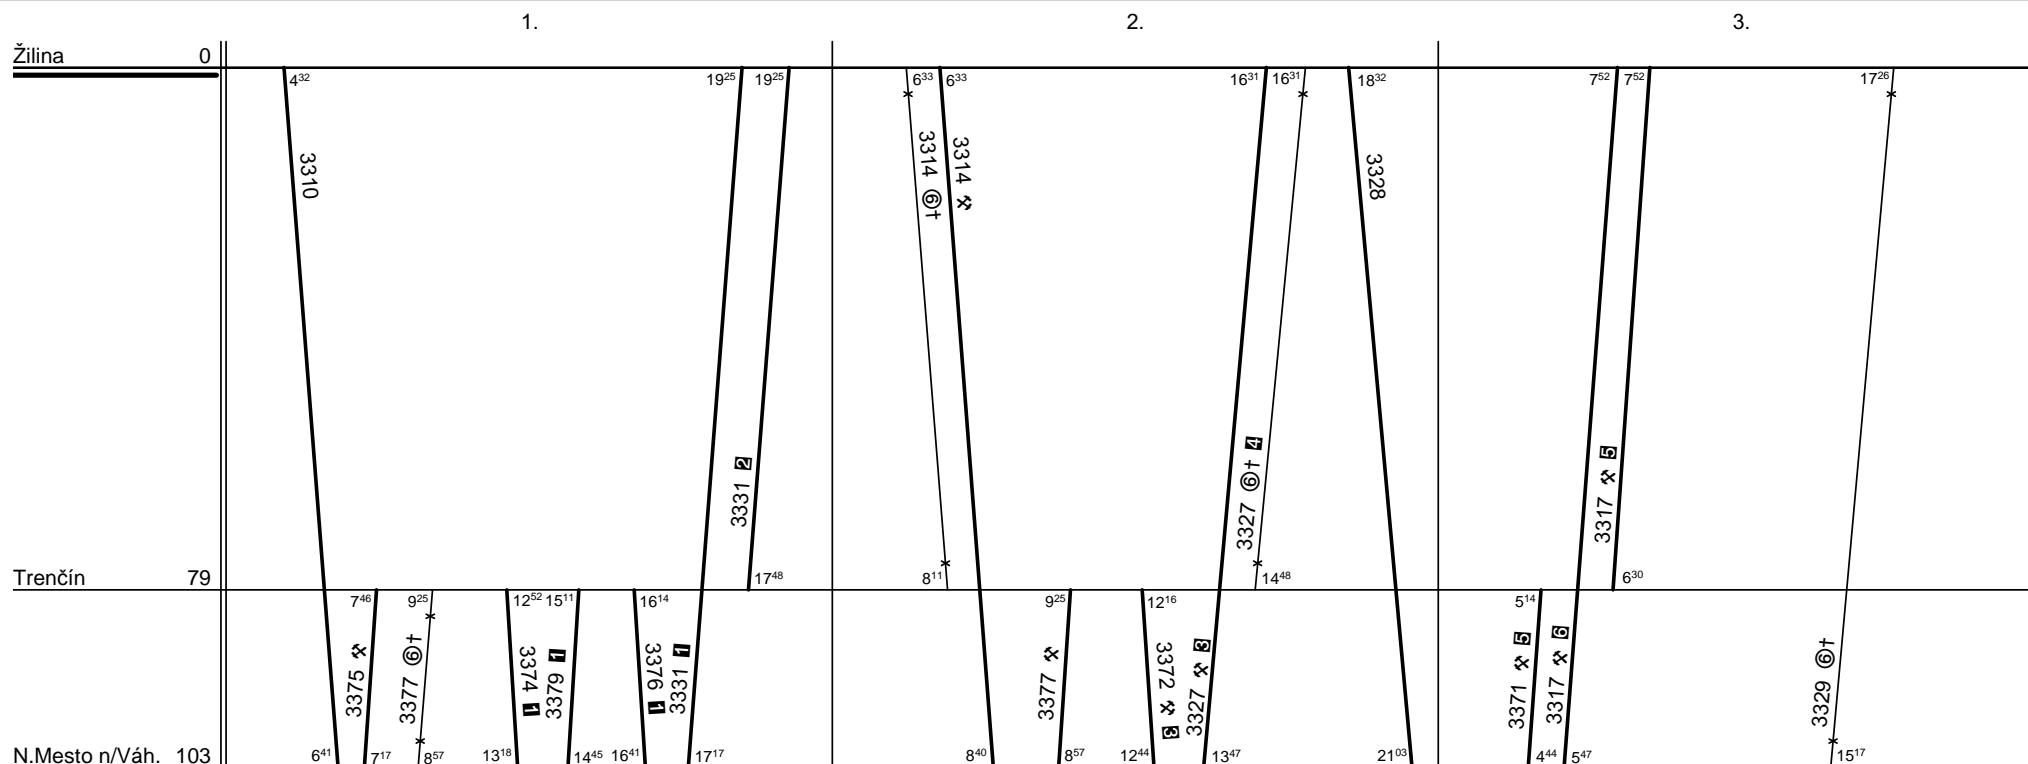 1. 2. 3.
Žilina 0
4³² 19²⁵ 19²⁵ 6³³ 6³³ 16³¹ 16³¹ 18³² 7⁵² 7⁵² 17²⁶
3310
3331 2
3314 ⑥†
3314 ⚒
3327 ⑥† 4
3328
3317 ⚒ 5
Trenčín 79
17⁴⁸ 8¹¹ 14⁴⁸ 6³⁰
7⁴⁶ 9²⁵ 12⁵² 15¹¹ 16¹⁴ 9²⁵ 12¹⁶ 5¹⁴
3375 ⚒
3377 ⑥†
3374 1
3379 1
3376 1
3331 1
3377 ⚒
3372 ⚒ 3
3327 ⚒ 3
3371 ⚒ 5
3317 ⚒ 6
3329 ⑥†
N.Mesto n/Váh. 103
6⁴¹ 7¹⁷ 8⁵⁷ 13¹⁸ 14⁴⁵ 16⁴¹ 17¹⁷ 8⁴⁰ 8⁵⁷ 12⁴⁴ 13⁴⁷ 21⁰³ 4⁴⁴ 5⁴⁷ 15¹⁷